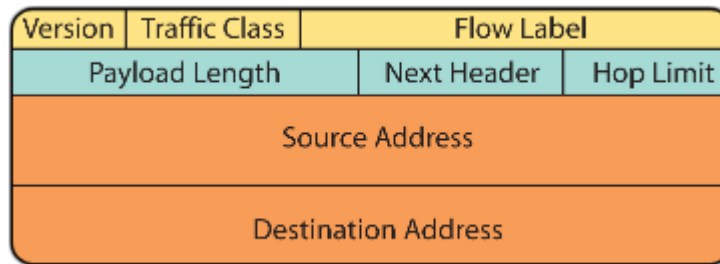 Version Traffic Class Flow Label
Payload Length Next Header Hop Limit
Source Address
Destination Address